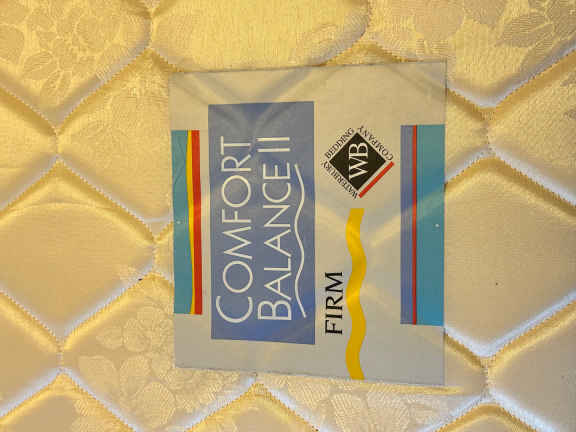 COMFORT
BALANCE II
WATERBURY BEDDING
WB
COMPANY
FIRM